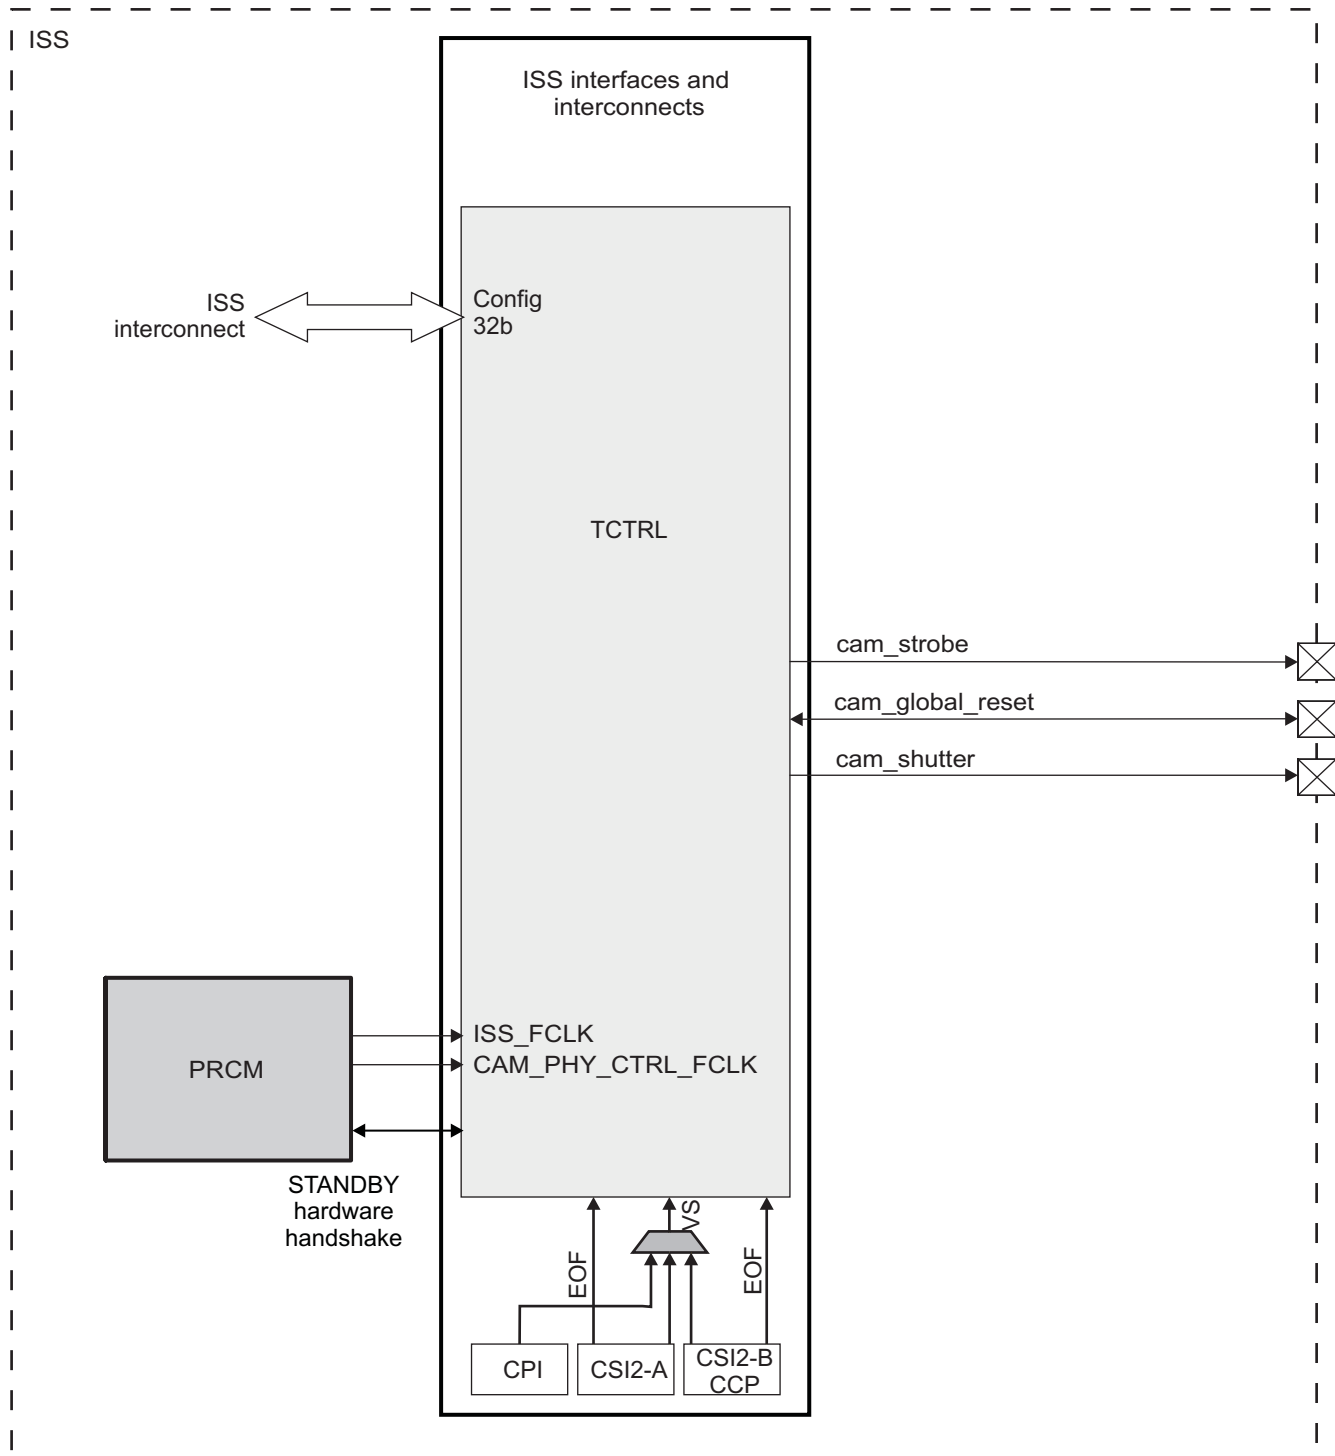 ISS
ISS interfaces and
interconnects
ISS
interconnect
Config
32b
TCTRL
cam_strobe
cam_global_reset
cam_shutter
PRCM
ISS_FCLK
CAM_PHY_CTRL_FCLK
STANDBY
hardware
handshake
EOF
VS
EOF
CPI
CSI2-A
CSI2-B
CCP